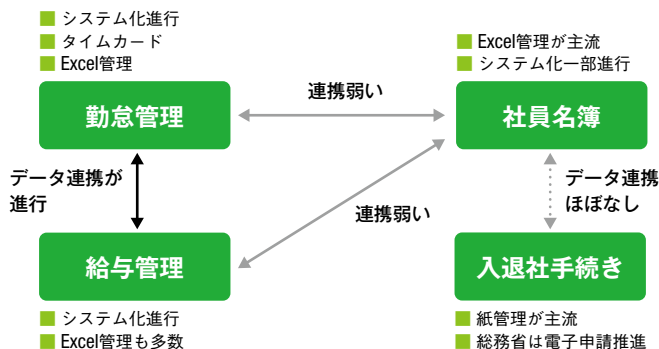 システム化進行
タイムカード
Excel管理
勤怠管理
連携弱い
Excel管理が主流
システム化一部進行
社員名簿
データ連携が
進行
連携弱い
データ連携
ほぼなし
給与管理
システム化進行
Excel管理も多数
入退社手続き
紙管理が主流
総務省は電子申請推進